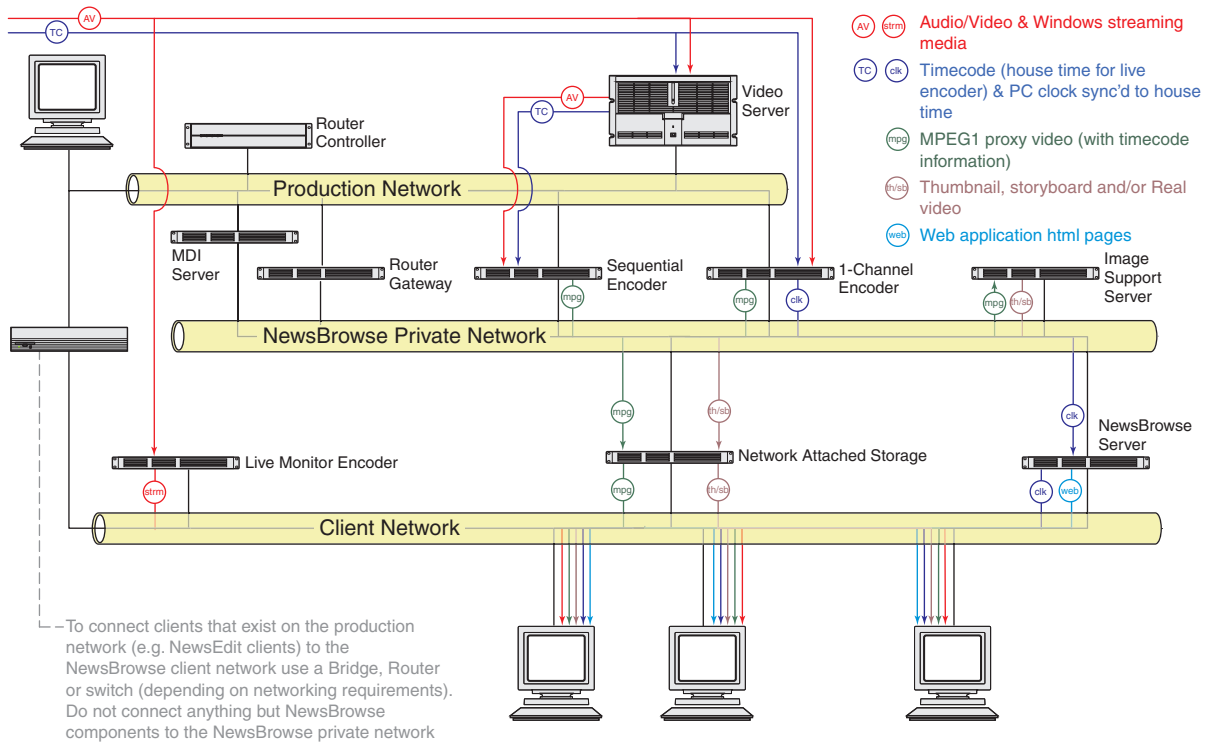 AV
TC
AV
TC
Router
Controller
Video
Server
AV strm Audio/Video & Windows streaming
media
TC clk Timecode (house time for live
encoder) & PC clock sync'd to house
time
mpg MPEG1 proxy video (with timecode
information)
th/sb Thumbnail, storyboard and/or Real
video
web Web application html pages
Production Network
MDI
Server
Router
Gateway
Sequential
Encoder
1-Channel
Encoder
Image
Support
Server
mpg
mpg
clk
mpg
th/sb
NewsBrowse Private Network
mpg
th/sb
clk
NewsBrowse
Server
Live Monitor Encoder
Network Attached Storage
strm
mpg
th/sb
clk
web
Client Network
To connect clients that exist on the production
network (e.g. NewsEdit clients) to the
NewsBrowse client network use a Bridge, Router
or switch (depending on networking requirements).
Do not connect anything but NewsBrowse
components to the NewsBrowse private network